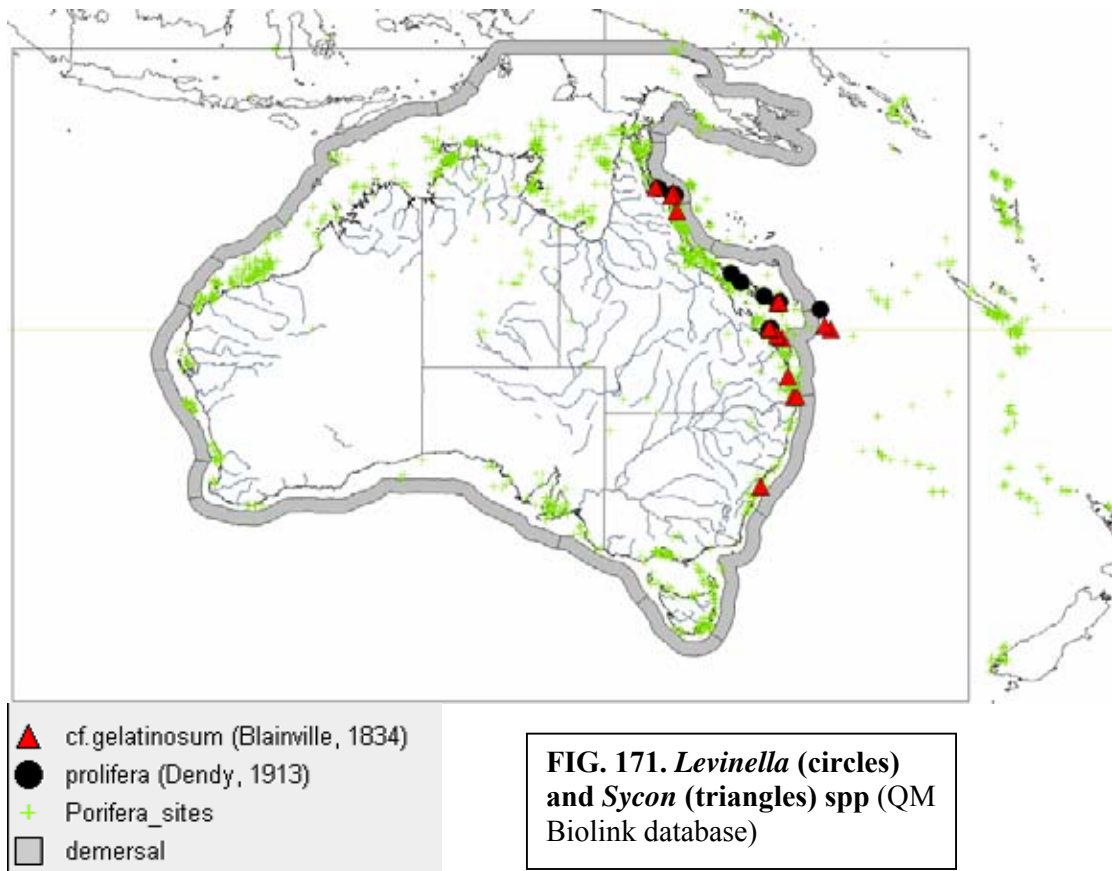 cf.gelatinosum (Blainville, 1834)
prolifera (Dendy, 1913)
Porifera_sites
demersal
FIG. 171. Levinella (circles)
and Sycon (triangles) spp (QM
Biolink database)